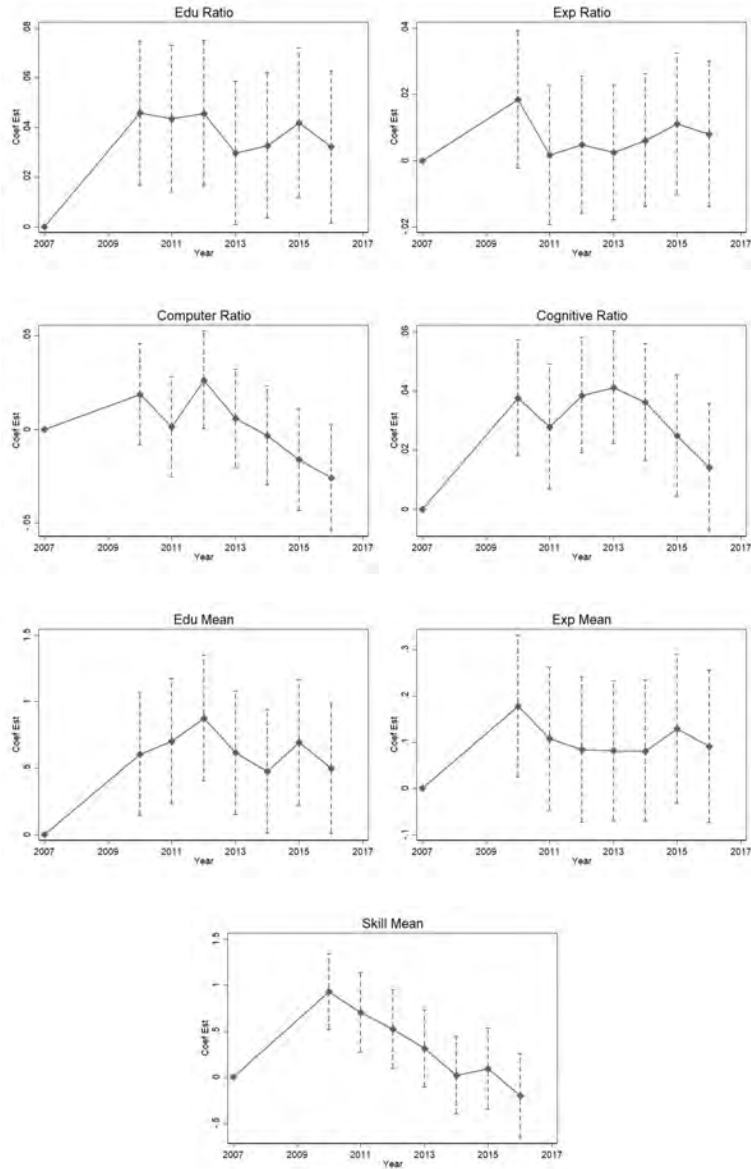 Edu Ratio
.08
.06
.04
.02
0
Coef Est
2007 2009 2011 2013 2015 2017
Year
Exp Ratio
.04
.02
0
-.02
Coef Est
2007 2009 2011 2013 2015 2017
Year
Computer Ratio
.05
0
-.05
Coef Est
2007 2009 2011 2013 2015 2017
Year
Cognitive Ratio
.06
.04
.02
0
Coef Est
2007 2009 2011 2013 2015 2017
Year
Edu Mean
1.5
1
.5
0
Coef Est
2007 2009 2011 2013 2015 2017
Year
Exp Mean
.3
.2
.1
0
-.1
Coef Est
2007 2009 2011 2013 2015 2017
Year
Skill Mean
1.5
1
.5
0
-.5
Coef Est
2007 2009 2011 2013 2015 2017
Year